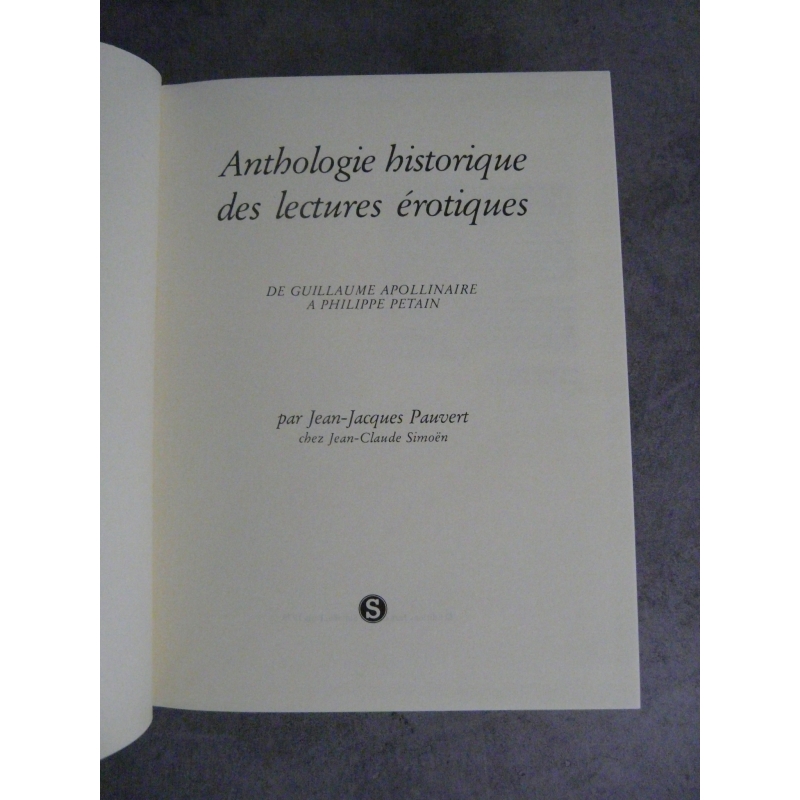 Anthologie historique
des lectures érotiques
DE GUILLAUME APOLLINAIRE
A PHILIPPE PETAIN
par Jean-Jacques Pauvert
chez Jean-Claude Simoën
S